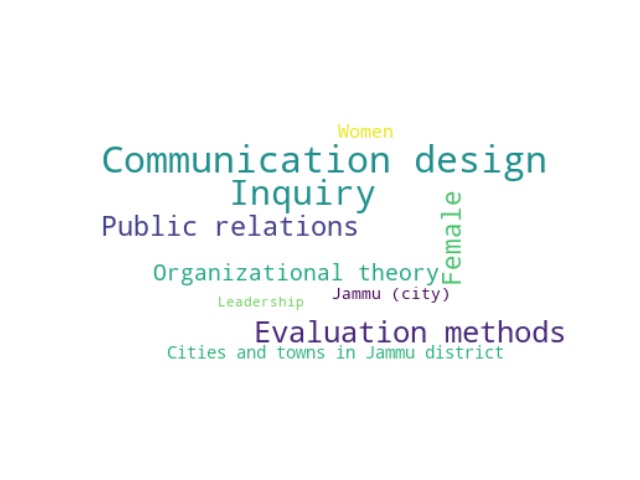 Women
Communication design
Inquiry
Female
Public relations
Organizational theory
Jammu (city)
Leadership
Evaluation methods
Cities and towns in Jammu district